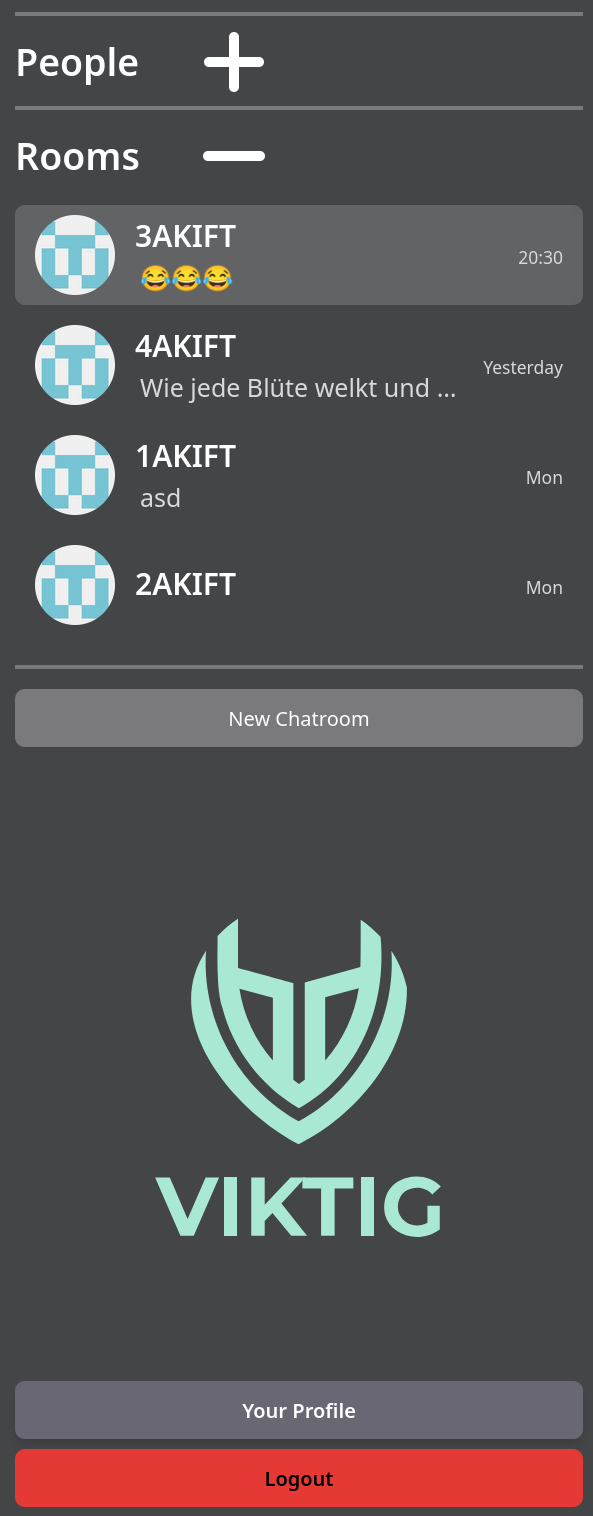 People
Rooms
3AKIFT
😂😂😂
20:30
4AKIFT
Wie jede Blüte welkt und ...
Yesterday
1AKIFT
asd
Mon
2AKIFT
Mon
New Chatroom
VIKTIG
Your Profile
Logout